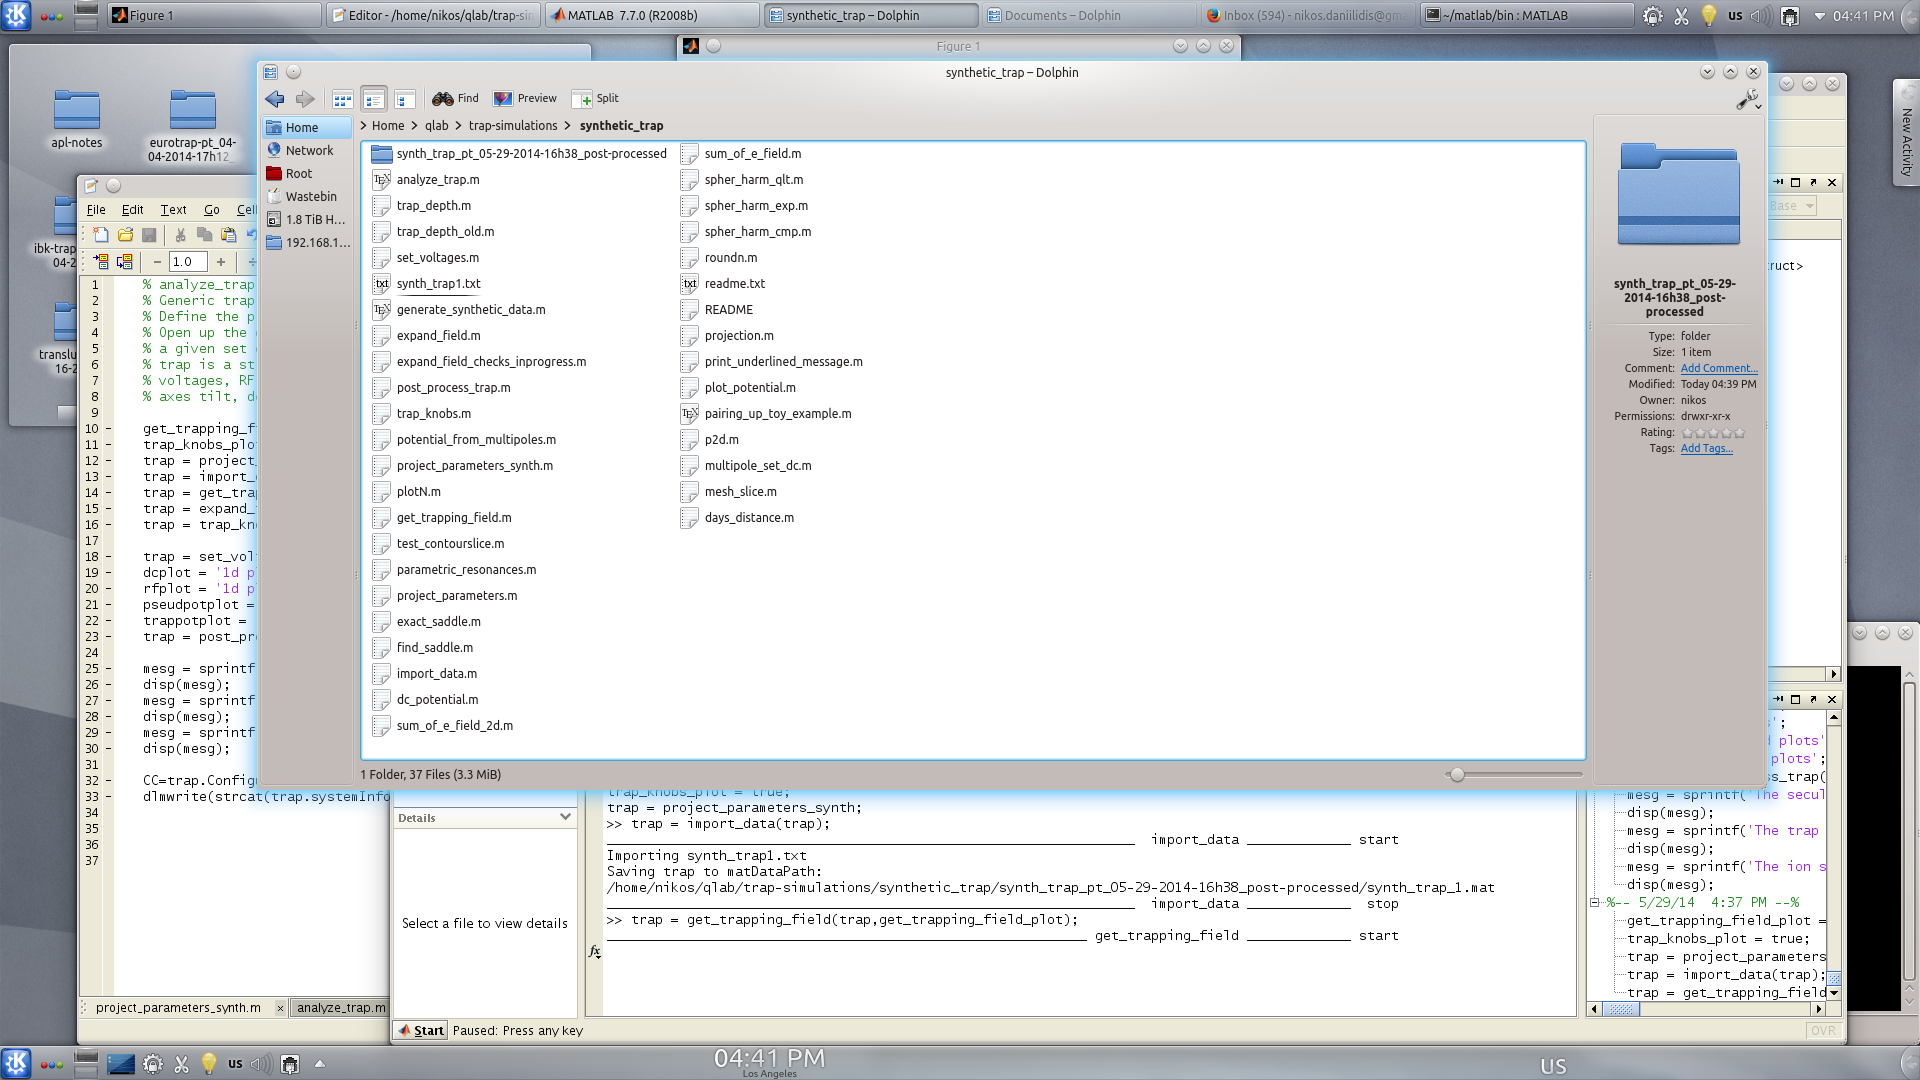 Figure 1
Editor - /home/nikos/qlab/trap-sin
MATLAB 7.7.0 (R2008b)
synthetic_trap – Dolphin
Documents – Dolphin
Inbox (594) - nikos.daniilidis@gm
~/matlab/bin : MATLAB
us
04:41 PM
Figure 1
synthetic_trap – Dolphin
Find
Preview
Split
Home
Network
Root
Wastebin
1.8 TiB H...
192.168.1...
> Home > qlab > trap-simulations > synthetic_trap
synth_trap_pt_05-29-2014-16h38_post-processed
analyze_trap.m
trap_depth.m
trap_depth_old.m
set_voltages.m
synth_trap1.txt
generate_synthetic_data.m
expand_field.m
expand_field_checks_inprogress.m
post_process_trap.m
trap_knobs.m
potential_from_multipoles.m
project_parameters_synth.m
plotN.m
get_trapping_field.m
test_contourslice.m
parametric_resonances.m
project_parameters.m
exact_saddle.m
find_saddle.m
import_data.m
dc_potential.m
sum_of_e_field_2d.m
sum_of_e_field.m
spher_harm_qlt.m
spher_harm_exp.m
spher_harm_cmp.m
roundn.m
readme.txt
README
projection.m
print_underlined_message.m
plot_potential.m
pairing_up_toy_example.m
p2d.m
multipole_set_dc.m
mesh_slice.m
days_distance.m
1 Folder, 37 Files (3.3 MiB)
synth_trap_pt_05-29-
2014-16h38_post-
processed
Type: folder
Size: 1 item
Comment: Add Comment...
Modified: Today 04:39 PM
Owner: nikos
Permissions: drwxr-xr-x
Rating:
Tags: Add Tags...
New Activity
apl-notes
eurotrap-pt_04-
04-2014-17h12_
ibk-trap
04-2
translu
16-2
File Edit Text Go Cell
1.0
1 % analyze_trap
2 % Generic trap
3 % Define the p
4 % Open up the
5 % a given set
6 % trap is a st
7 % voltages, RF
8 % axes tilt, d
9
10 - get_trapping_f
11 - trap_knobs_plo
12 - trap = project
13 - trap = import_
14 - trap = get_tra
15 - trap = expand_
16 - trap = trap_kn
17
18 - trap = set_vol
19 - dcplot = '1d p
20 - rfplot = '1d p
21 - pseudpotplot =
22 - trappotplot =
23 - trap = post_pr
24
25 - mesg = sprintf
26 - disp(mesg);
27 - mesg = sprintf
28 - disp(mesg);
29 - mesg = sprintf
30 - disp(mesg);
31
32 - CC=trap.Config
33 - dlmwrite(strcat(trap.systemInfo
34
35
36
37
project_parameters_synth.m × analyze_trap.m
Details
Select a file to view details
Start Paused: Press any key
trap_knobs_plot = true;
trap = project_parameters_synth;
>> trap = import_data(trap);
import_data start
Importing synth_trap1.txt
Saving trap to matDataPath:
/home/nikos/qlab/trap-simulations/synthetic_trap/synth_trap_pt_05-29-2014-16h38_post-processed/synth_trap_1.mat
import_data stop
>> trap = get_trapping_field(trap,get_trapping_field_plot);
get_trapping_field start
fx
Base
ruct>
';
plots'
plots';
ss_trap(
mesg = sprintf('The secul
disp(mesg);
mesg = sprintf('The trap
disp(mesg);
mesg = sprintf('The ion s
disp(mesg);
%-- 5/29/14 4:37 PM --%
get_trapping_field_plot =
trap_knobs_plot = true;
trap = project_parameters
trap = import_data(trap);
trap = get_trapping_field
OVR
us
04:41 PM
Los Angeles
US